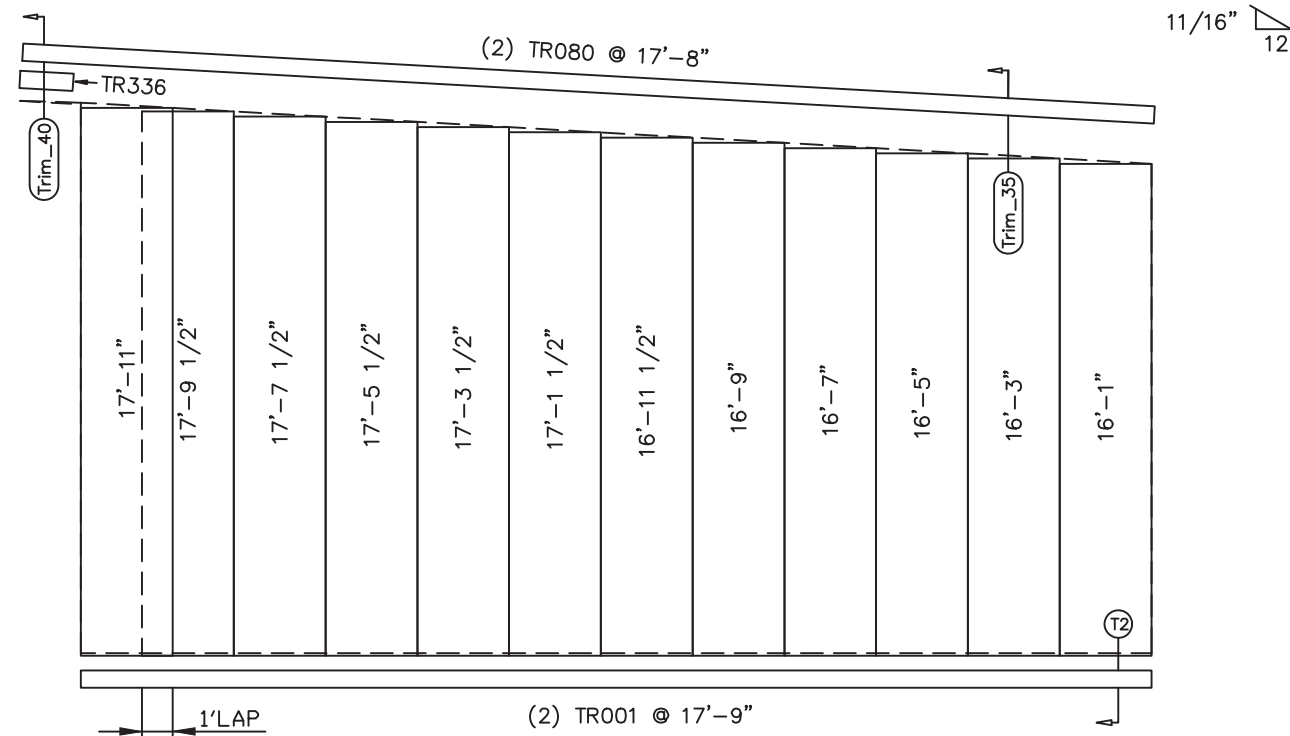 11/16”
12
(2) TR080 @ 17’-8”
TR336
Trim_40
Trim_35
17’-11”
17’-9 1/2”
17’-7 1/2”
17’-5 1/2”
17’-3 1/2”
17’-1 1/2”
16’-11 1/2”
16’-9”
16’-7”
16’-5”
16’-3”
16’-1”
T2
1’LAP
(2) TR001 @ 17’-9”